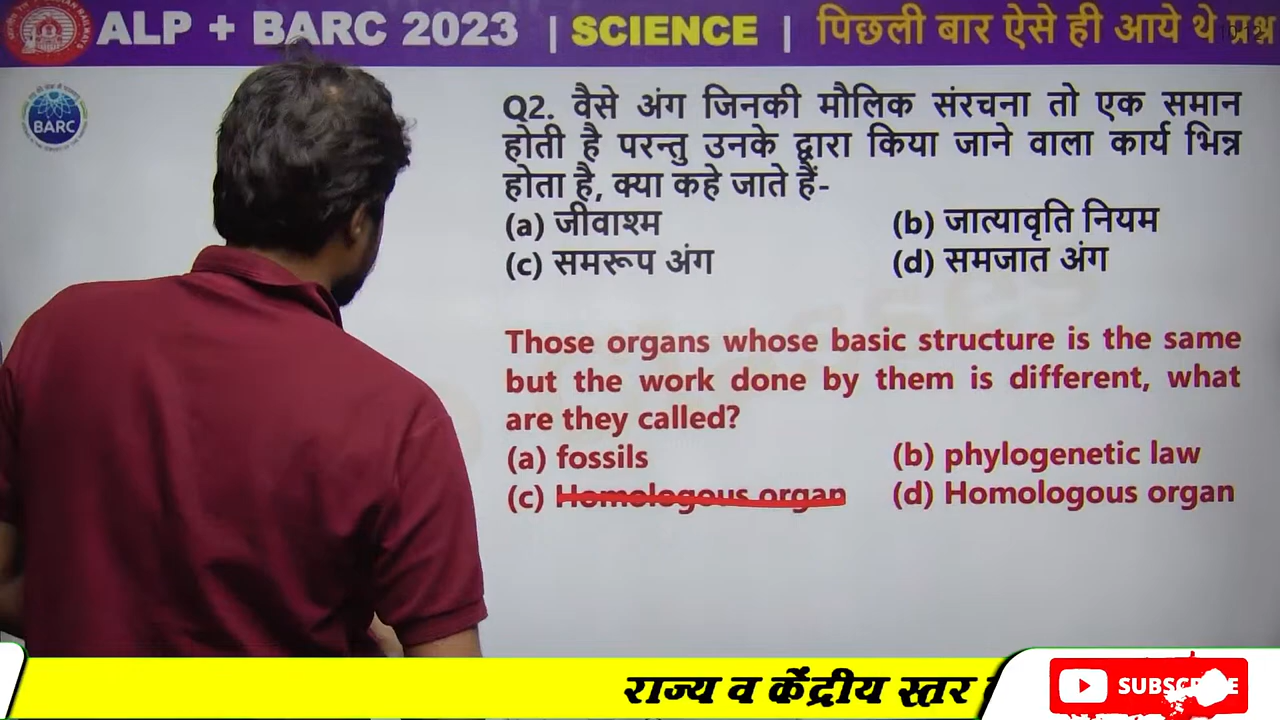 ALP + BARC 2023 | SCIENCE | पिछली बार ऐसे ही आये थे प्रश्न
BARC
Q2. वैसे अंग जिनकी मौलिक संरचना तो एक समान
होती है परन्तु उनके द्वारा किया जाने वाला कार्य भिन्न
होता है, क्या कहे जाते हैं-
(a) जीवाश्म (b) जात्यावृति नियम
(c) समरूप अंग (d) समजात अंग
Those organs whose basic structure is the same
but the work done by them is different, what
are they called?
(a) fossils (b) phylogenetic law
(c) Homologous organ (d) Homologous organ
राज्य व केंद्रीय स्तर
SUBSCRIBE